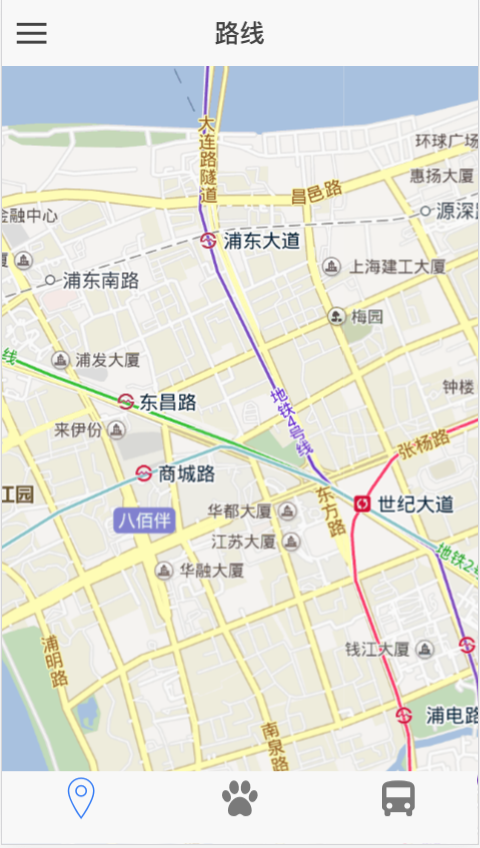 路线
大连路隧道
环球广场
惠扬大厦
昌邑路
源深路
金融中心
浦东大道
厦
上海建工大厦
浦东南路
梅园
线
浦发大厦
钟楼
地铁4号线
东昌路
来伊份
张杨路
商城路
江园
世纪大道
东方路
华都大厦
八佰伴
江苏大厦
地铁2号
华融大厦
钱江大厦
浦明路
浦电路
南泉路